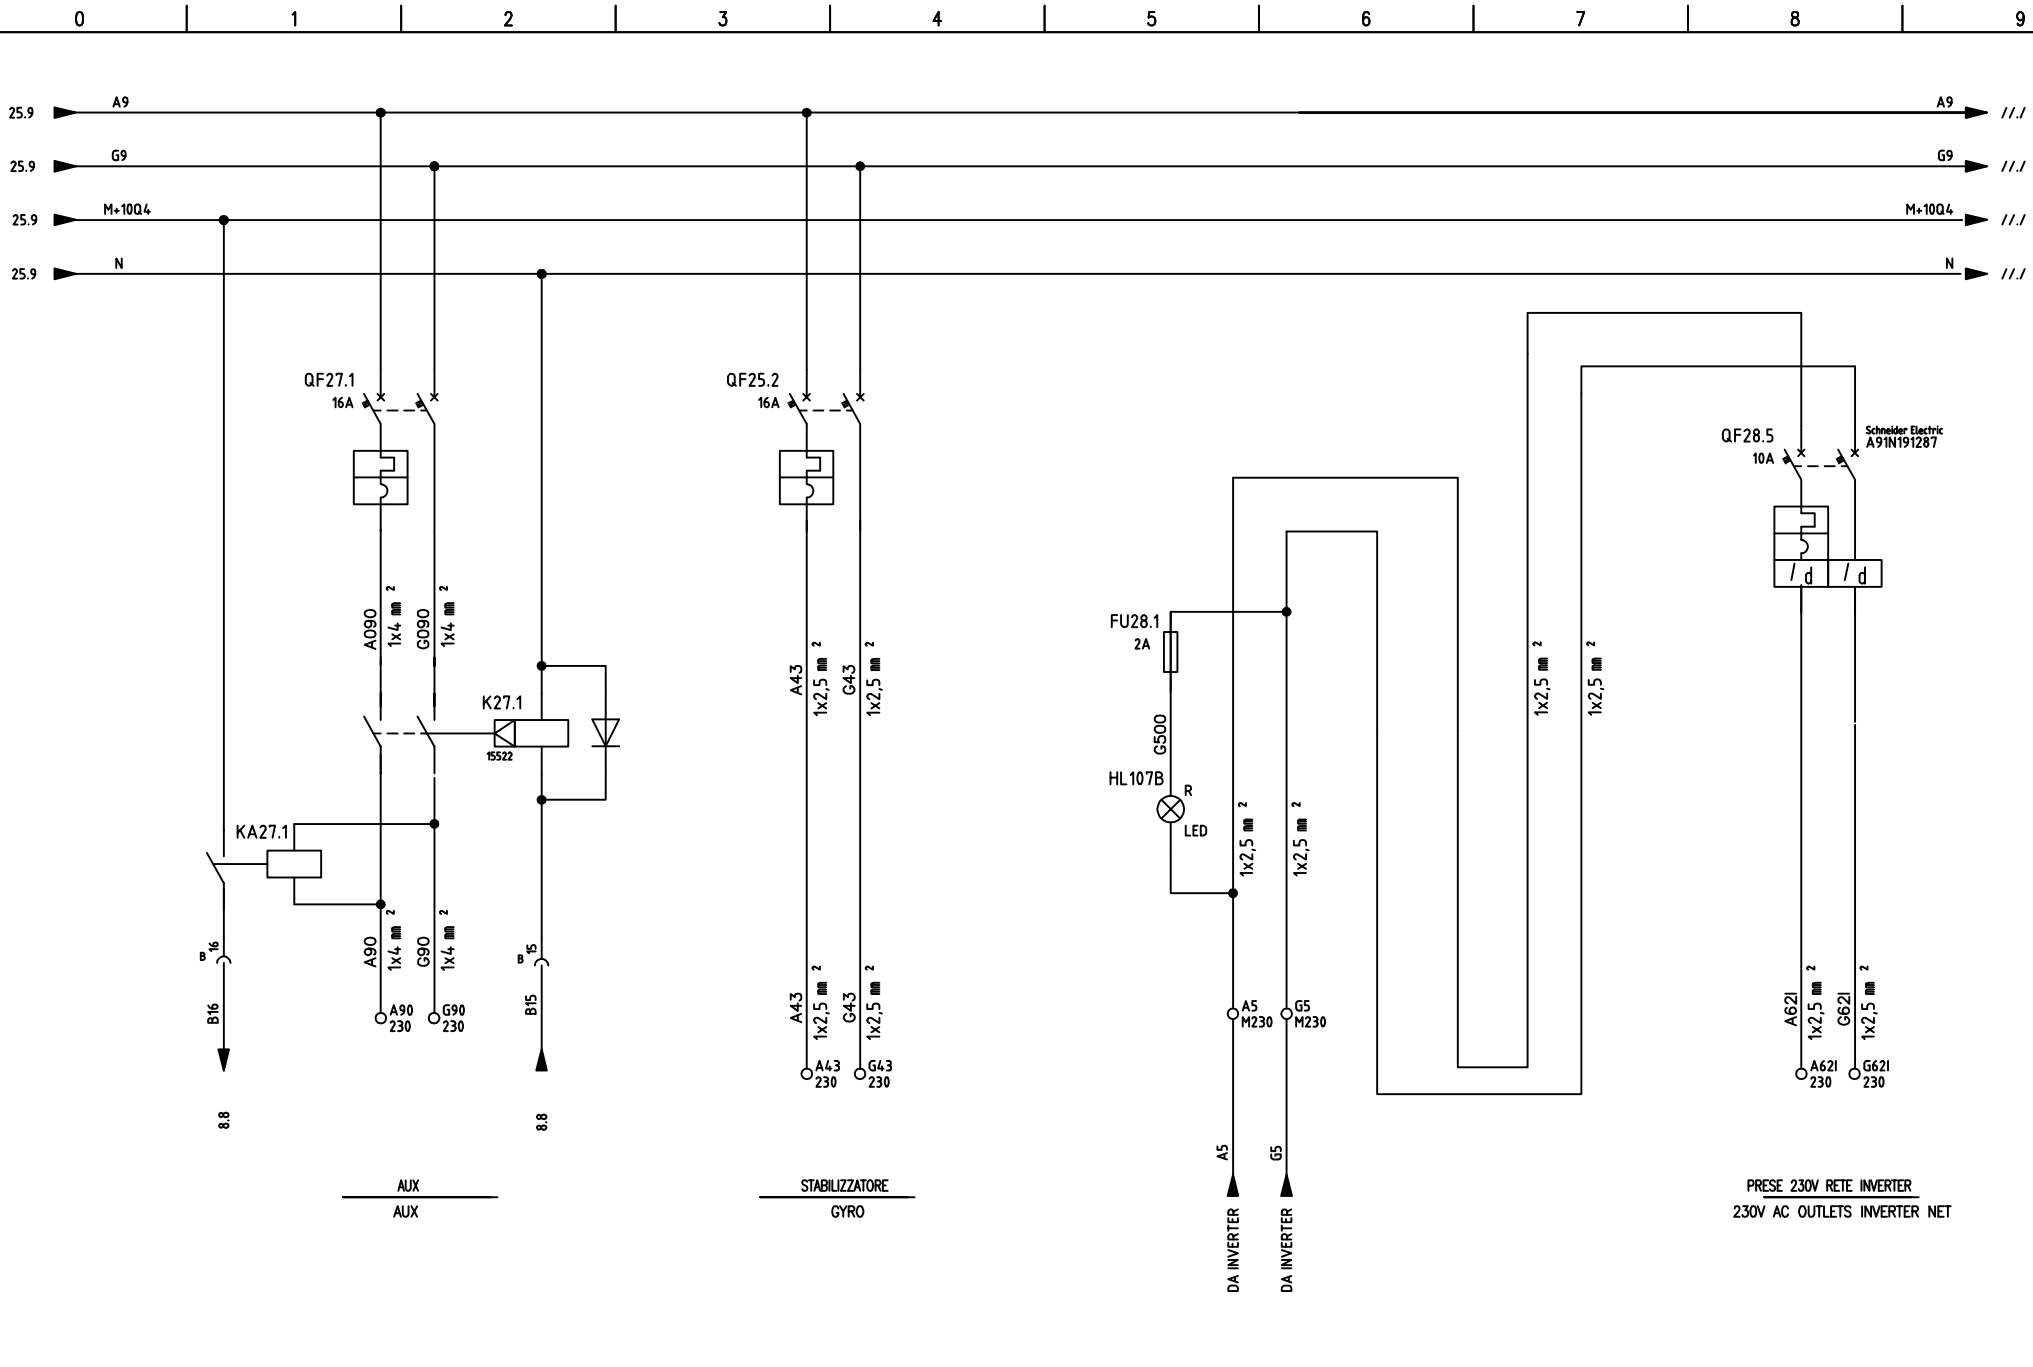 0 1 2 3 4 5 6 7 8 9
25.9 A9 A9 //./
25.9 G9 G9 //./
25.9 M+10Q4 M+10Q4 //./
25.9 N N //./
QF27.1
16A
A090
1x4 mm 2
G090
1x4 mm 2
K27.1
15522
KA27.1
B 16
B16
8.8
A90
1x4 mm 2
G90
1x4 mm 2
A90
230
G90
230
B 15
B15
8.8
AUX
AUX
QF25.2
16A
A43
1x2,5 mm 2
G43
1x2,5 mm 2
A43
1x2,5 mm 2
G43
1x2,5 mm 2
A43
230
G43
230
STABILIZZATORE
GYRO
FU28.1
2A
G500
HL107B
R
LED
1x2,5 mm 2
1x2,5 mm 2
A5
M230
G5
M230
A5
G5
DA INVERTER
DA INVERTER
1x2,5 mm 2
1x2,5 mm 2
QF28.5
10A
Schneider Electric
A91N191287
/ d
/ d
A62I
1x2,5 mm 2
G62I
1x2,5 mm 2
A62I
230
G62I
230
PRESE 230V RETE INVERTER
230V AC OUTLETS INVERTER NET